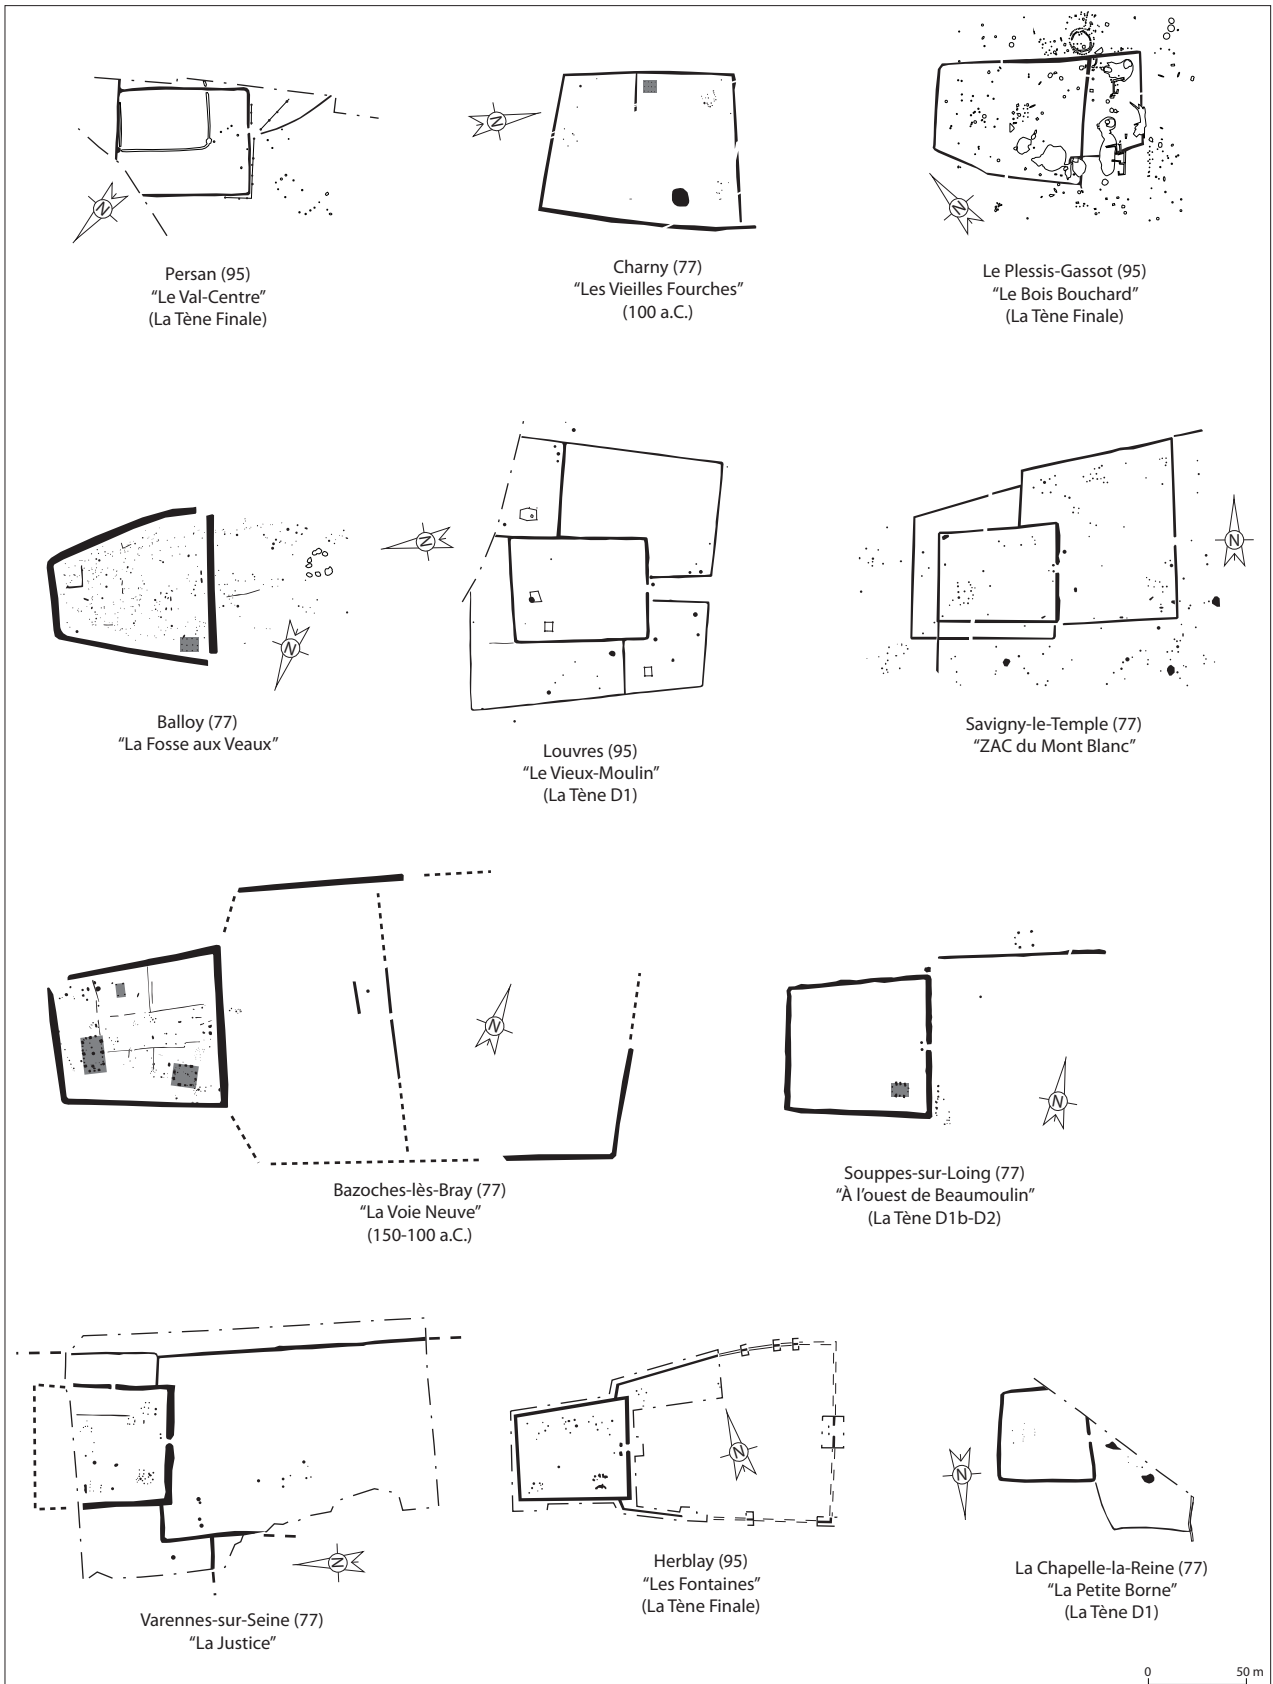 Persan (95)
“Le Val-Centre”
(La Tène Finale)
N
Charny (77)
“Les Vieilles Fourches”
(100 a.C.)
N
Le Plessis-Gassot (95)
“Le Bois Bouchard”
(La Tène Finale)
N
Balloy (77)
“La Fosse aux Veaux”
N
Louvres (95)
“Le Vieux-Moulin”
(La Tène D1)
N
Savigny-le-Temple (77)
“ZAC du Mont Blanc”
N
Bazoches-lès-Bray (77)
“La Voie Neuve”
(150-100 a.C.)
N
Souppes-sur-Loing (77)
“À l’ouest de Beaumoulin”
(La Tène D1b-D2)
N
Varennes-sur-Seine (77)
“La Justice”
N
Herblay (95)
“Les Fontaines”
(La Tène Finale)
N
La Chapelle-la-Reine (77)
“La Petite Borne”
(La Tène D1)
N
0 50 m